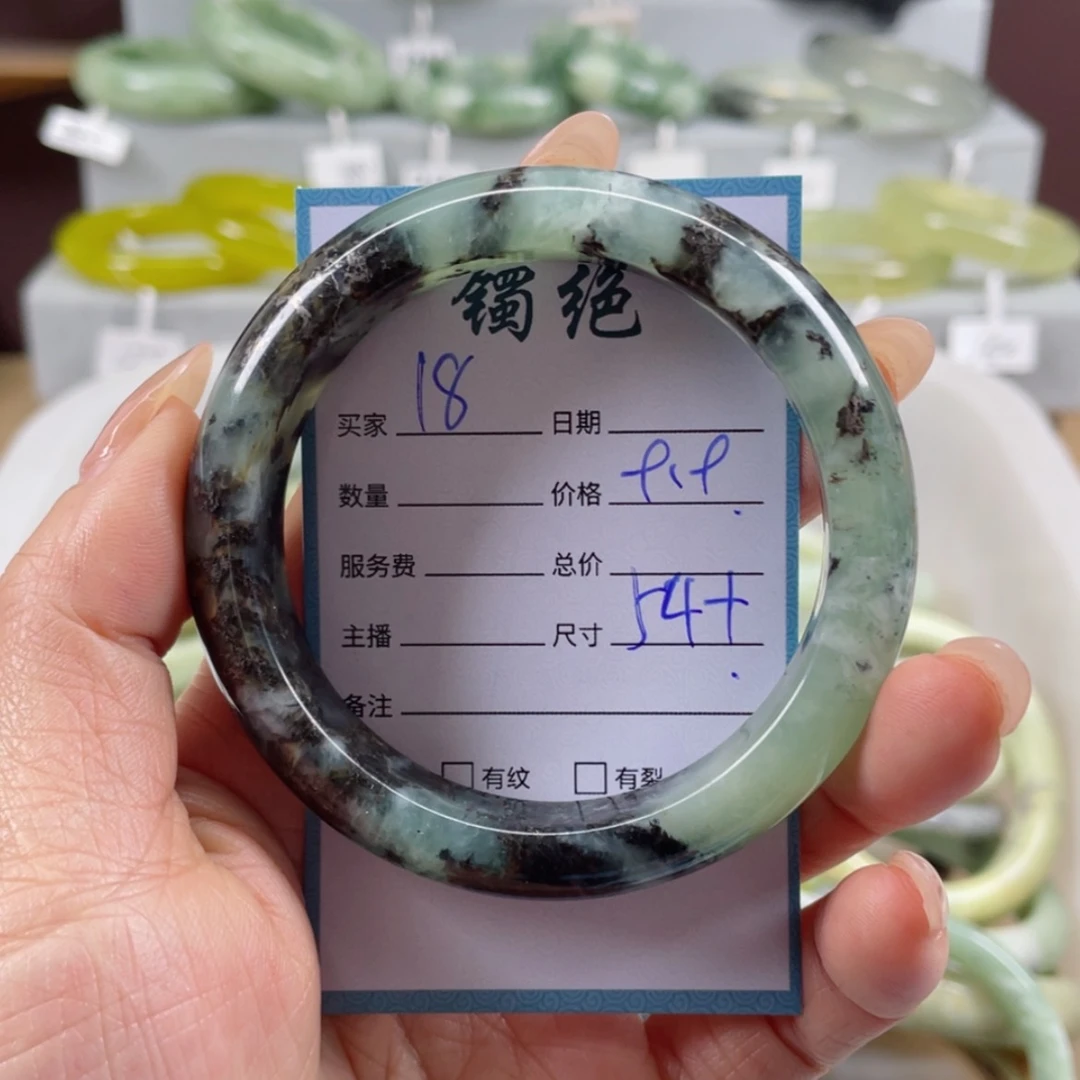 镯绝
买家 18 日期
数量 价格
服务费 总价
主播 尺寸 54+
备注
有纹 有裂